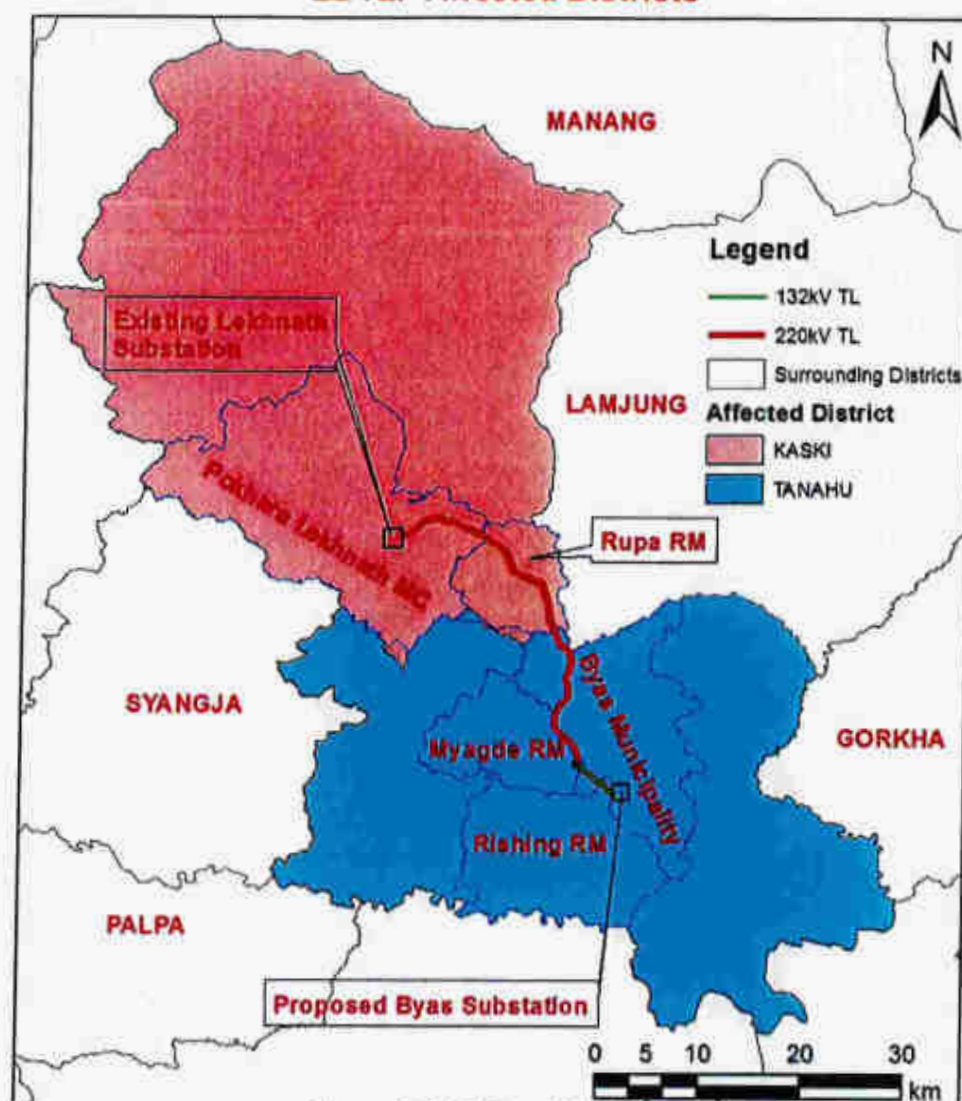 Affected Districts
N
MANANG
Legend
132kV TL
220kV TL
Surrounding Districts
Affected District
KASKI
TANAHU
Existing Lekhnath
Substation
LAMJUNG
Pokhara Lekhnath MC
Rupa RM
SYANGJA
Byas Municipality
GORKHA
Myagde RM
Rishing RM
PALPA
Proposed Byas Substation
0 5 10 20 30
km